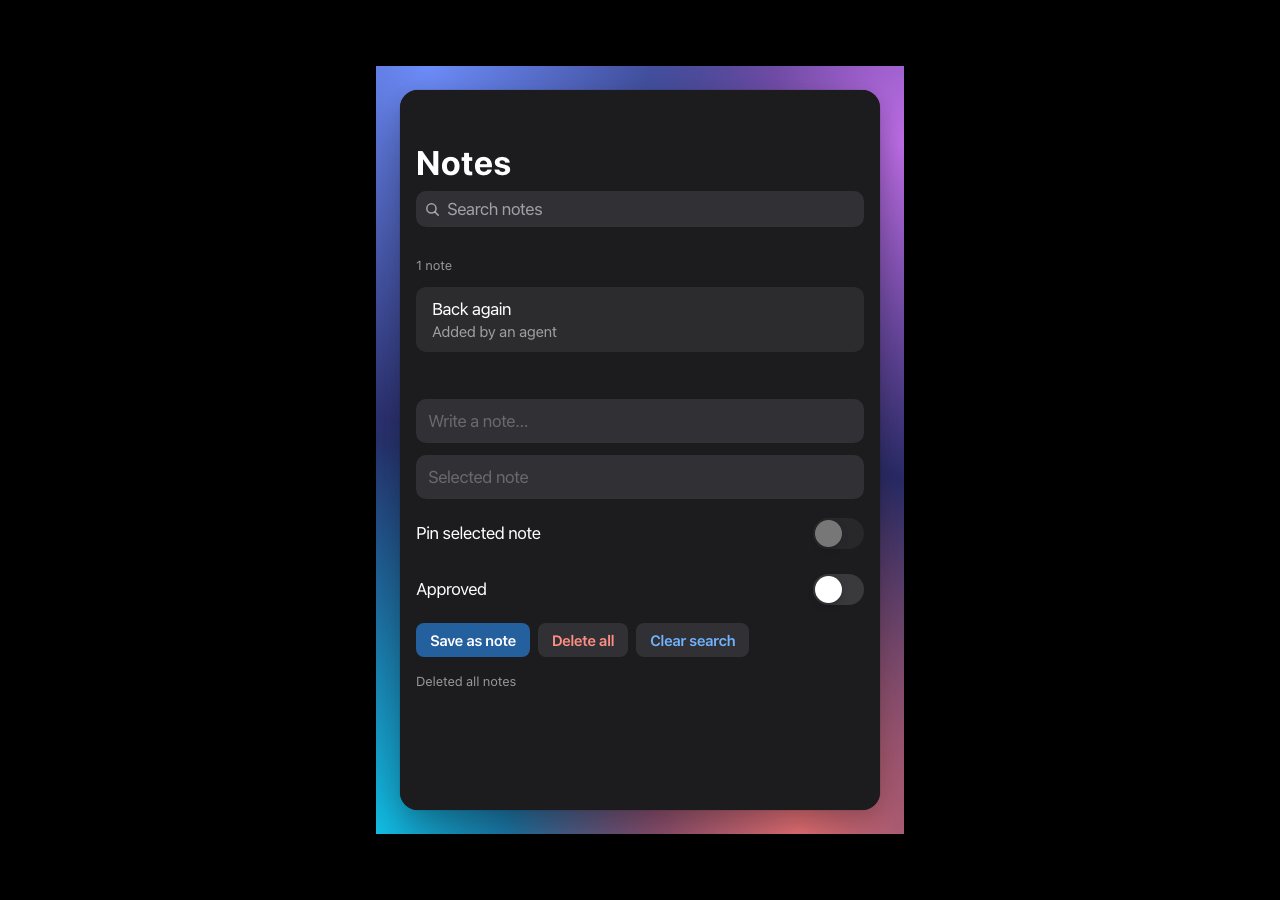 Notes
Search notes
1 note
Back again
Added by an agent
Write a note...
Selected note
Pin selected note
Approved
Save as note Delete all Clear search
Deleted all notes